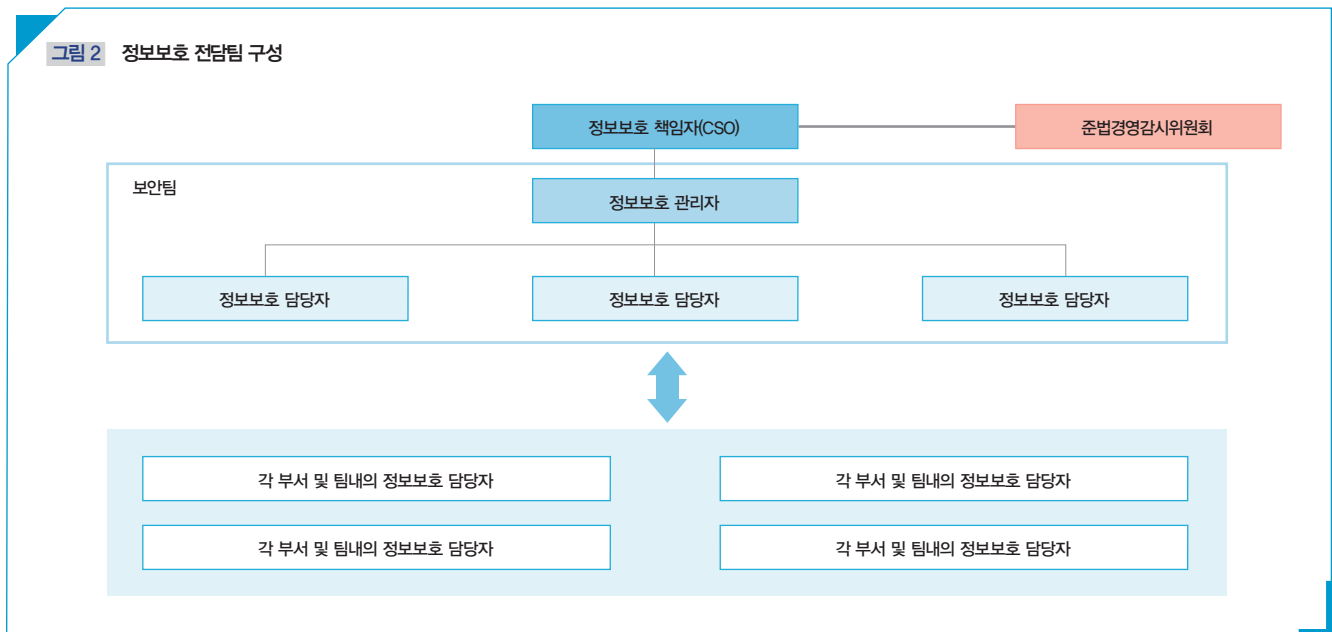 그림 2 정보보호 전담팀 구성
정보보호 책임자(CSO)
준법경영감시위원회
보안팀
정보보호 관리자
정보보호 담당자
정보보호 담당자
정보보호 담당자
각 부서 및 팀내의 정보보호 담당자
각 부서 및 팀내의 정보보호 담당자
각 부서 및 팀내의 정보보호 담당자
각 부서 및 팀내의 정보보호 담당자